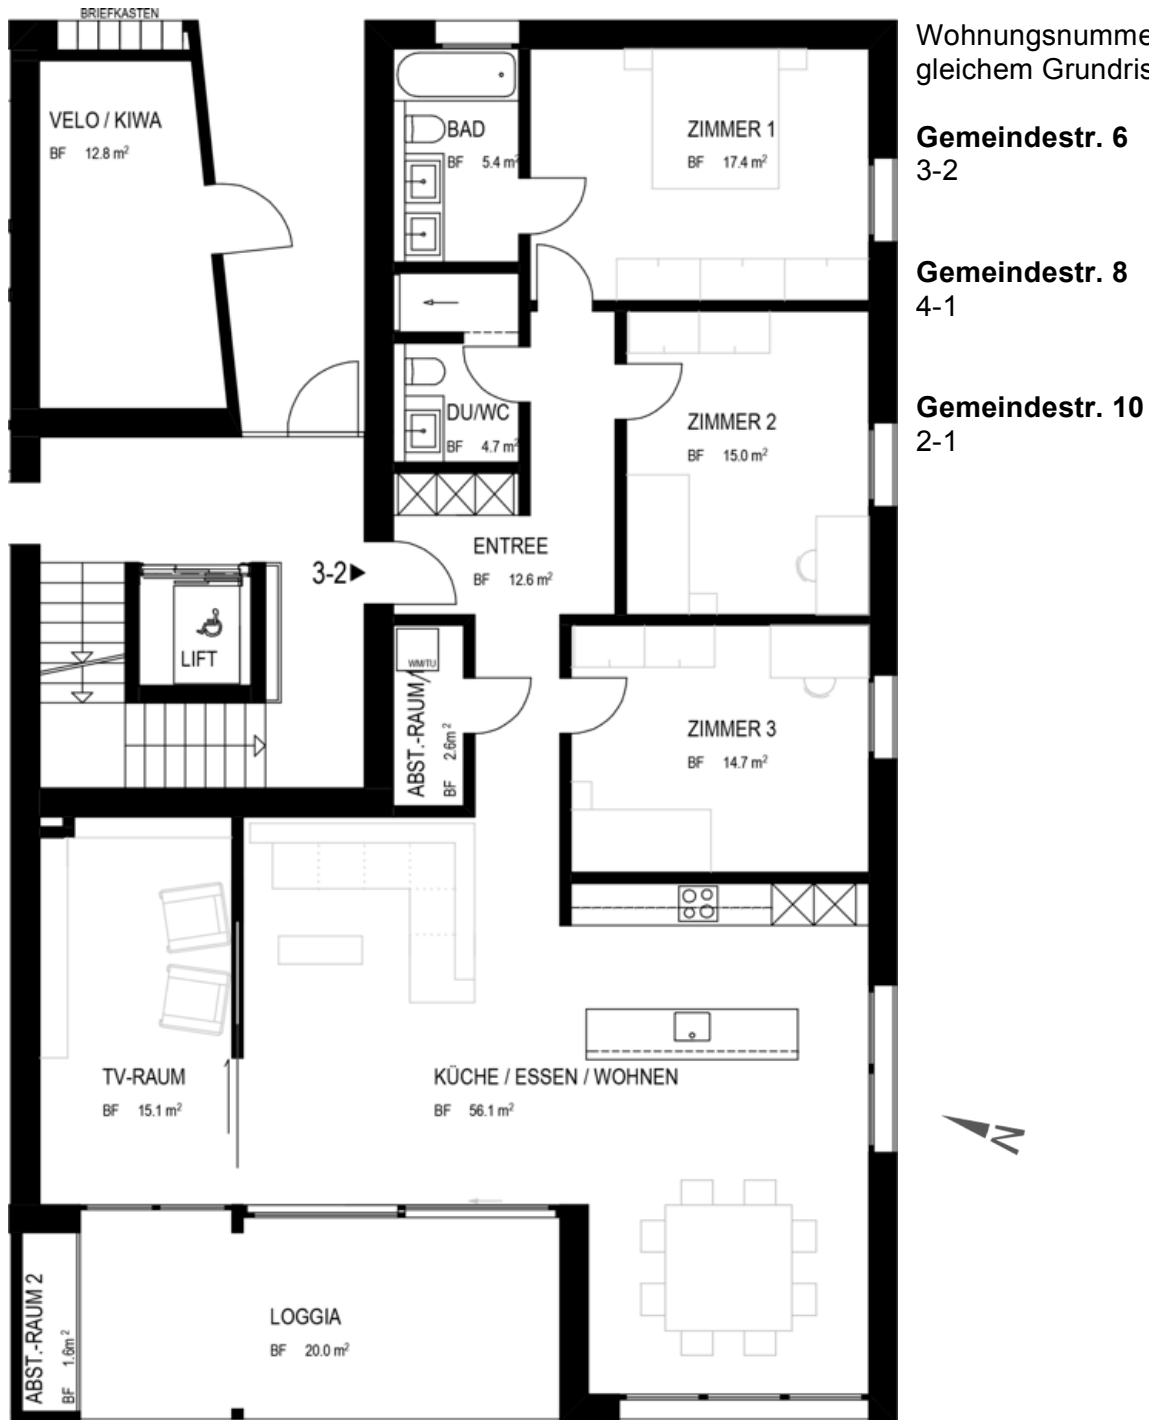 BRIEFKASTEN
Wohnungsnumme
gleichem Grundris
VELO / KIWA
BF 12.8 m²
BAD
BF 5.4 m²
ZIMMER 1
BF 17.4 m²
Gemeindestr. 6
3-2
Gemeindestr. 8
4-1
DU/WC
BF 4.7 m²
ZIMMER 2
BF 15.0 m²
Gemeindestr. 10
2-1
ENTREE
BF 12.6 m²
3-2
LIFT
WM/TU
ABST.-RAUM/1
BF 2.6m²
ZIMMER 3
BF 14.7 m²
TV-RAUM
BF 15.1 m²
KÜCHE / ESSEN / WOHNEN
BF 56.1 m²
N
ABST.-RAUM 2
BF 1.6m²
LOGGIA
BF 20.0 m²